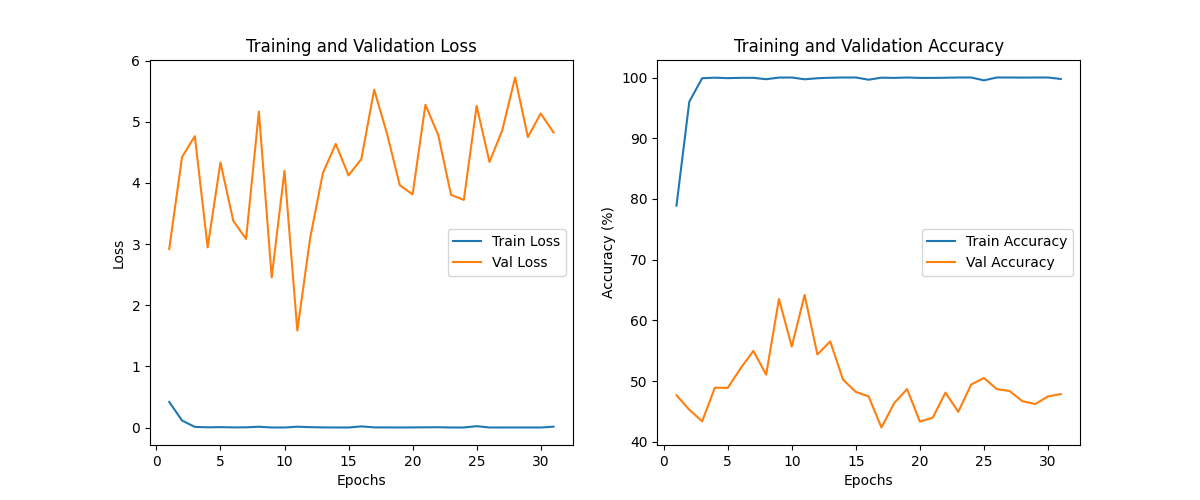 Training and Validation Loss
6
5
4
3
2
1
0
Loss
Train Loss
Val Loss
0 5 10 15 20 25 30
Epochs
Training and Validation Accuracy
100
90
80
70
60
50
40
Accuracy (%)
Train Accuracy
Val Accuracy
0 5 10 15 20 25 30
Epochs